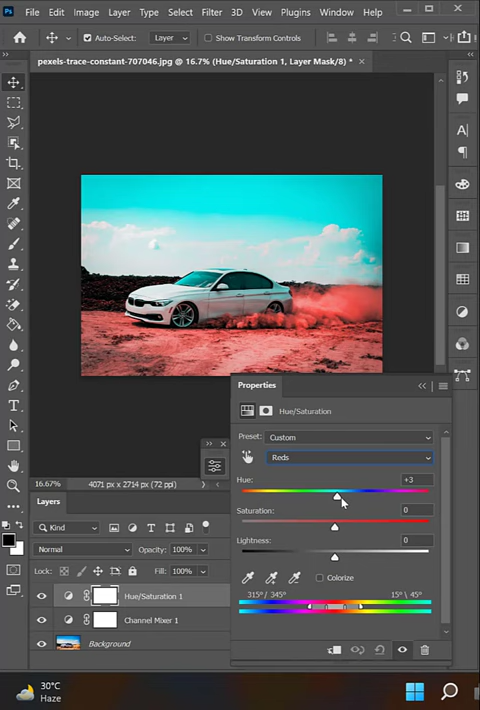 Ps File Edit Image Layer Type Select Filter 3D View Plugins Window Help
Auto-Select: Layer Show Transform Controls
pexels-trace-constant-707046.jpg @ 16.7% (Hue/Saturation 1, Layer Mask/8) *
Properties
Hue/Saturation
Preset: Custom
Reds
Hue: +3
Saturation: 0
Lightness: 0
Colorize
315°/ 345° 15°\ 45°
16.67% 4071 px x 2714 px (72 ppi)
Layers
Kind
Normal Opacity: 100%
Lock: Fill: 100%
Hue/Saturation 1
Channel Mixer 1
Background
30°C
Haze